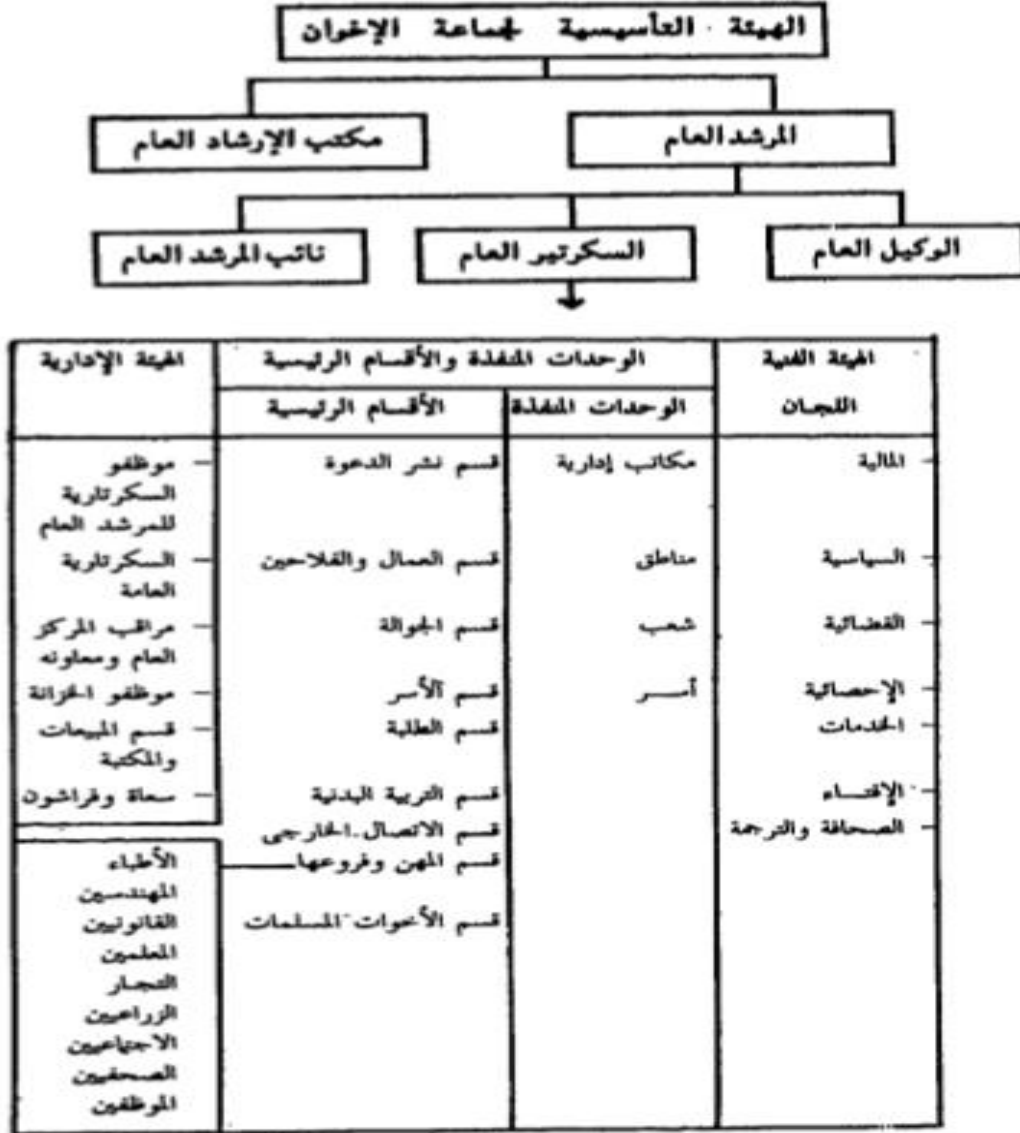 الهيئة التأسيسية لجماعة الإخوان
المرشد العام
مكتب الإرشاد العام
الوكيل العام
السكرتير العام
نائب المرشد العام
الهيئة الفنية
اللجان
- المالية
- السياسية
- القضائية
- الإحصائية
- الخدمات
- الإفتاء
- الصحافة والترجمة
الوحدات المنفذة والأقسام الرئيسية
الوحدات المنفذة
مكاتب إدارية
مناطق
شعب
أسر
الأقسام الرئيسية
قسم نشر الدعوة
قسم العمال والفلاحين
قسم الجوالة
قسم الأسر
قسم الطلبة
قسم التربية البدنية
قسم الاتصال الخارجى
قسم المهن وفروعها
قسم الأخوات المسلمات
الهيئة الإدارية
- موظفو
السكرتارية
للمرشد العام
- السكرتارية
العامة
- مراقب المركز
العام ومعاونه
- موظفو الخزانة
- قسم المبيعات
والمكتبة
- سعاة وفراشون
الأطباء
المهندسين
القانونيين
المعلمين
التجار
الزراعيين
الاجتماعيين
الصحفيين
الموظفين